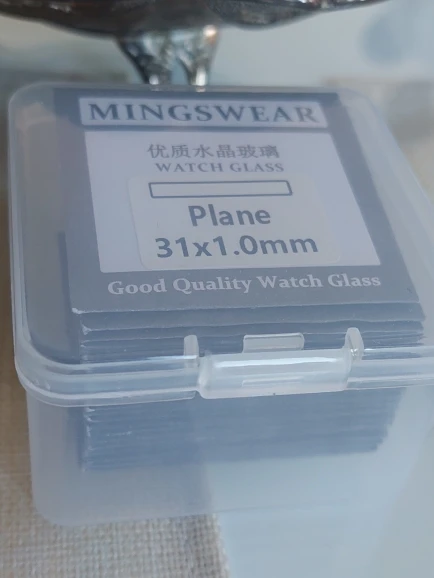 MINGSWEAR
优质水晶玻璃
WATCH GLASS
Plane
31x1.0mm
Good Quality Watch Glass